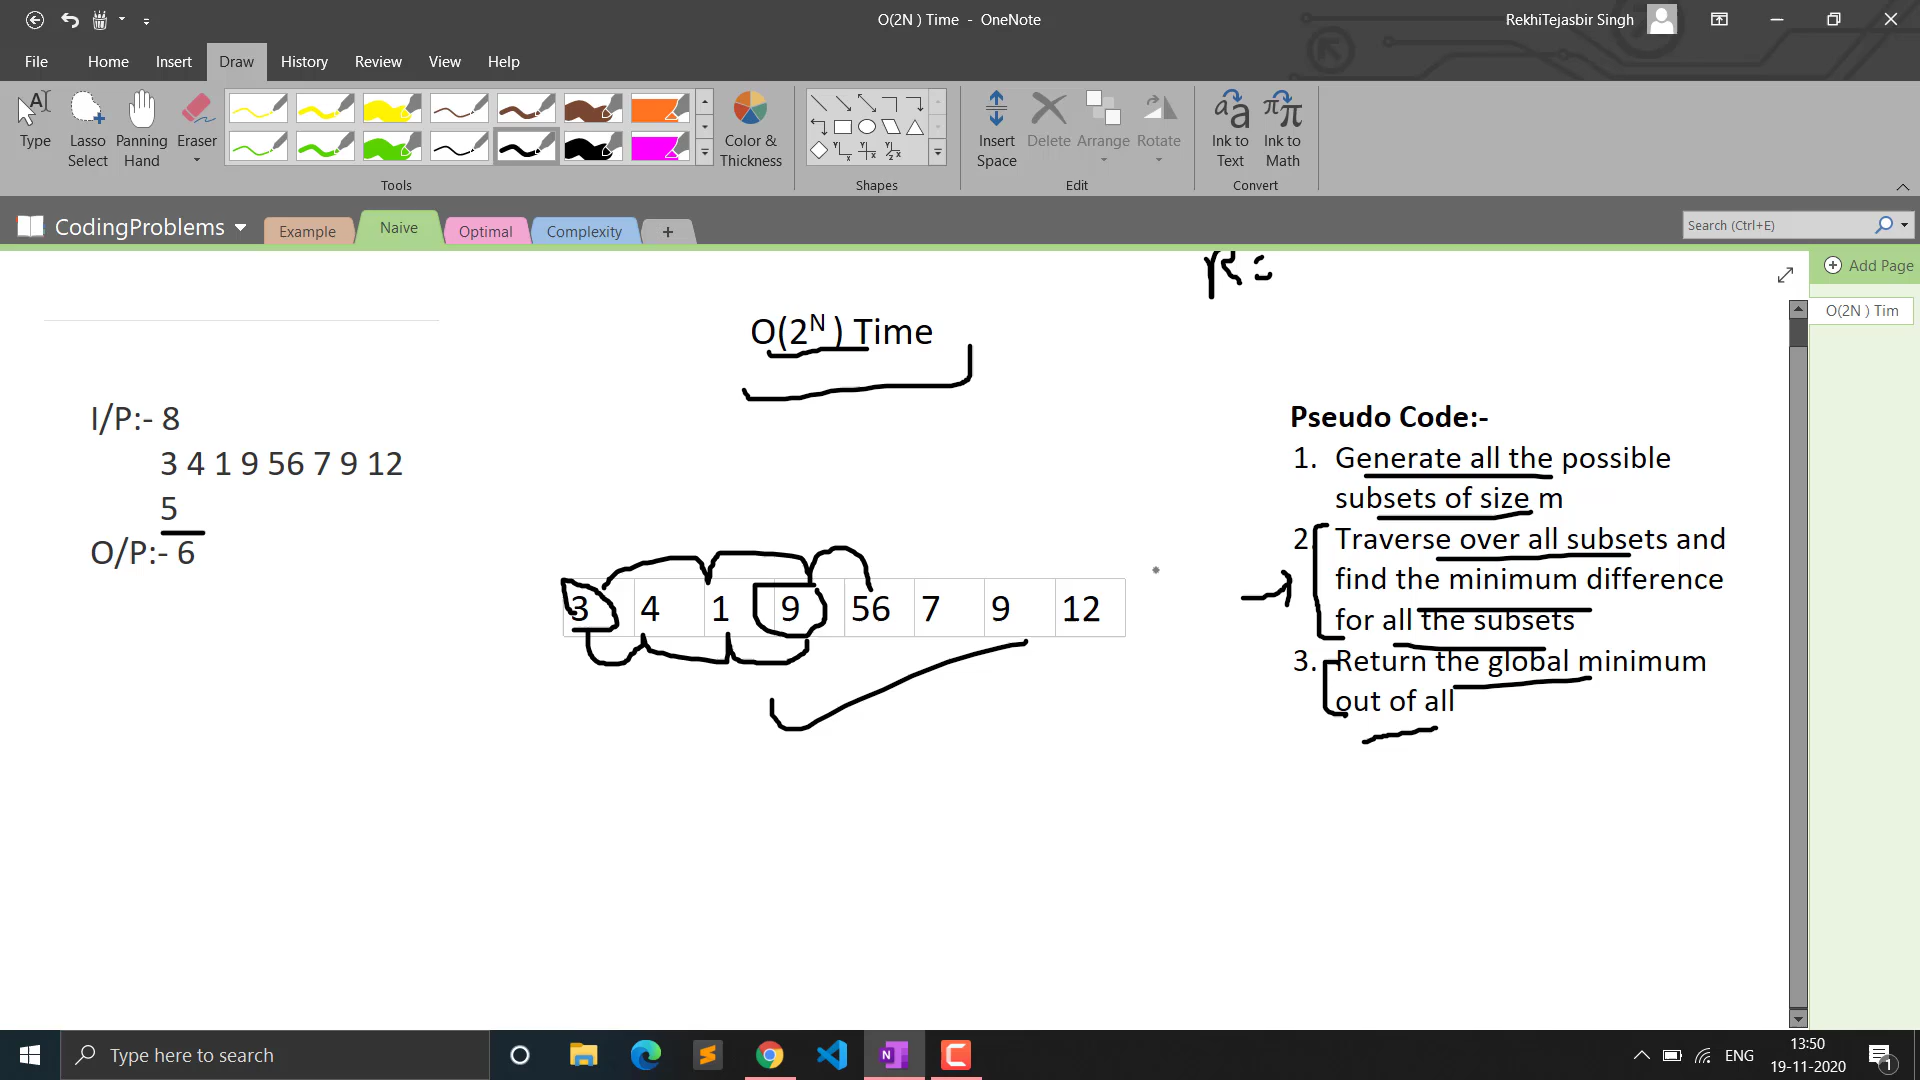 O(2N ) Time - OneNote
RekhiTejasbir Singh
File Home Insert Draw History Review View Help
Type
Lasso Select
Panning Hand
Eraser
Color & Thickness
Insert Space
Delete
Arrange
Rotate
Ink to Text
Ink to Math
Tools
Shapes
Edit
Convert
CodingProblems
Example
Naive
Optimal
Complexity
+
Search (Ctrl+E)
Add Page
O(2N ) Tim
O(2ᴺ ) Time
I/P:- 8
3 4 1 9 56 7 9 12
5
O/P:- 6
3 4 1 9 56 7 9 12
Pseudo Code:-
1. Generate all the possible
subsets of size m
2. Traverse over all subsets and
find the minimum difference
for all the subsets
3. Return the global minimum
out of all
Type here to search
ENG
13:50
19-11-2020
1